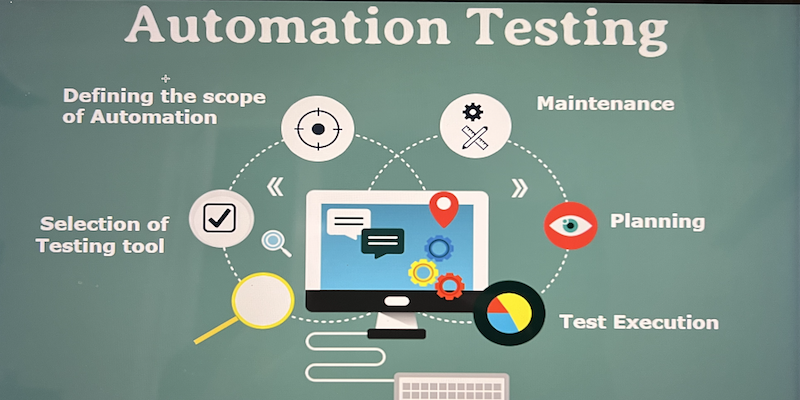 Automation Testing
Defining the scope
of Automation
Maintenance
Selection of
Testing tool
Planning
Test Execution